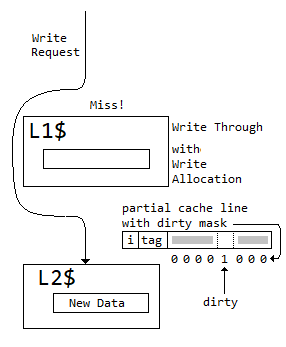 Write
Request
Miss!
L1$
Write Through
with
Write
Allocation
partial cache line
with dirty mask
i tag
0 0 0 0 1 0 0 0
L2$
New Data
dirty